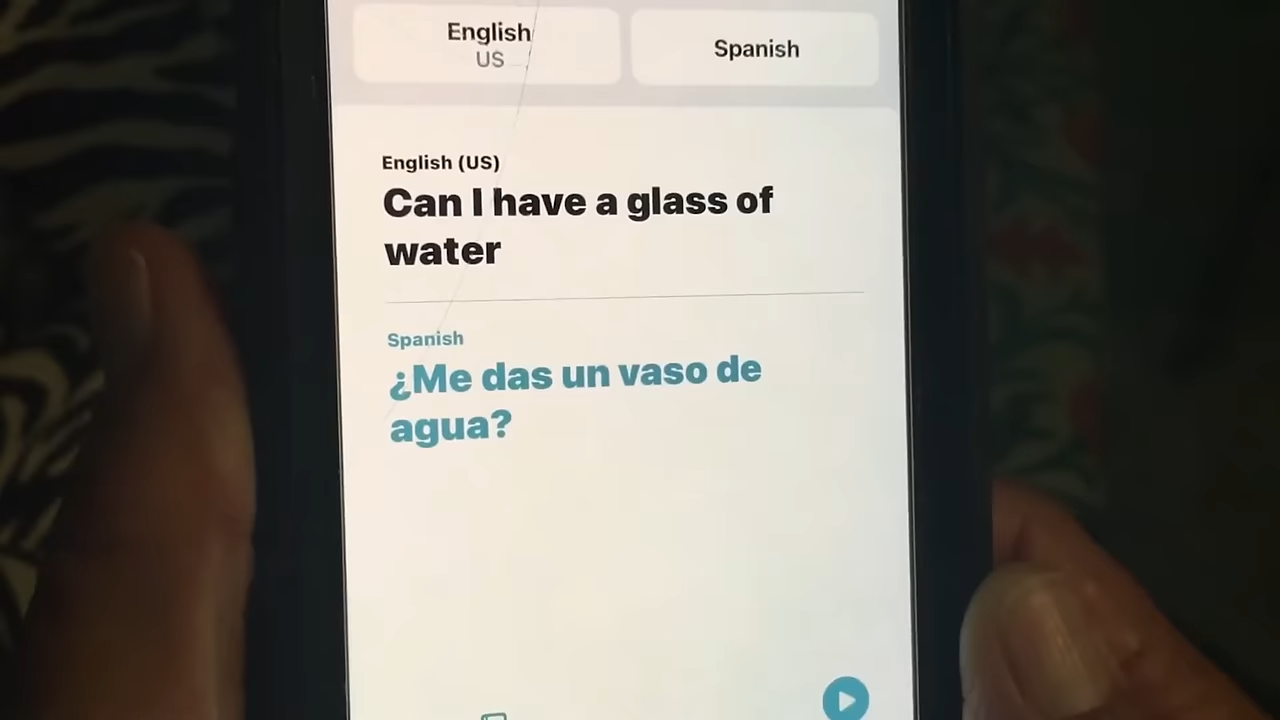 English
US
Spanish
English (US)
Can I have a glass of
water
Spanish
¿Me das un vaso de
agua?